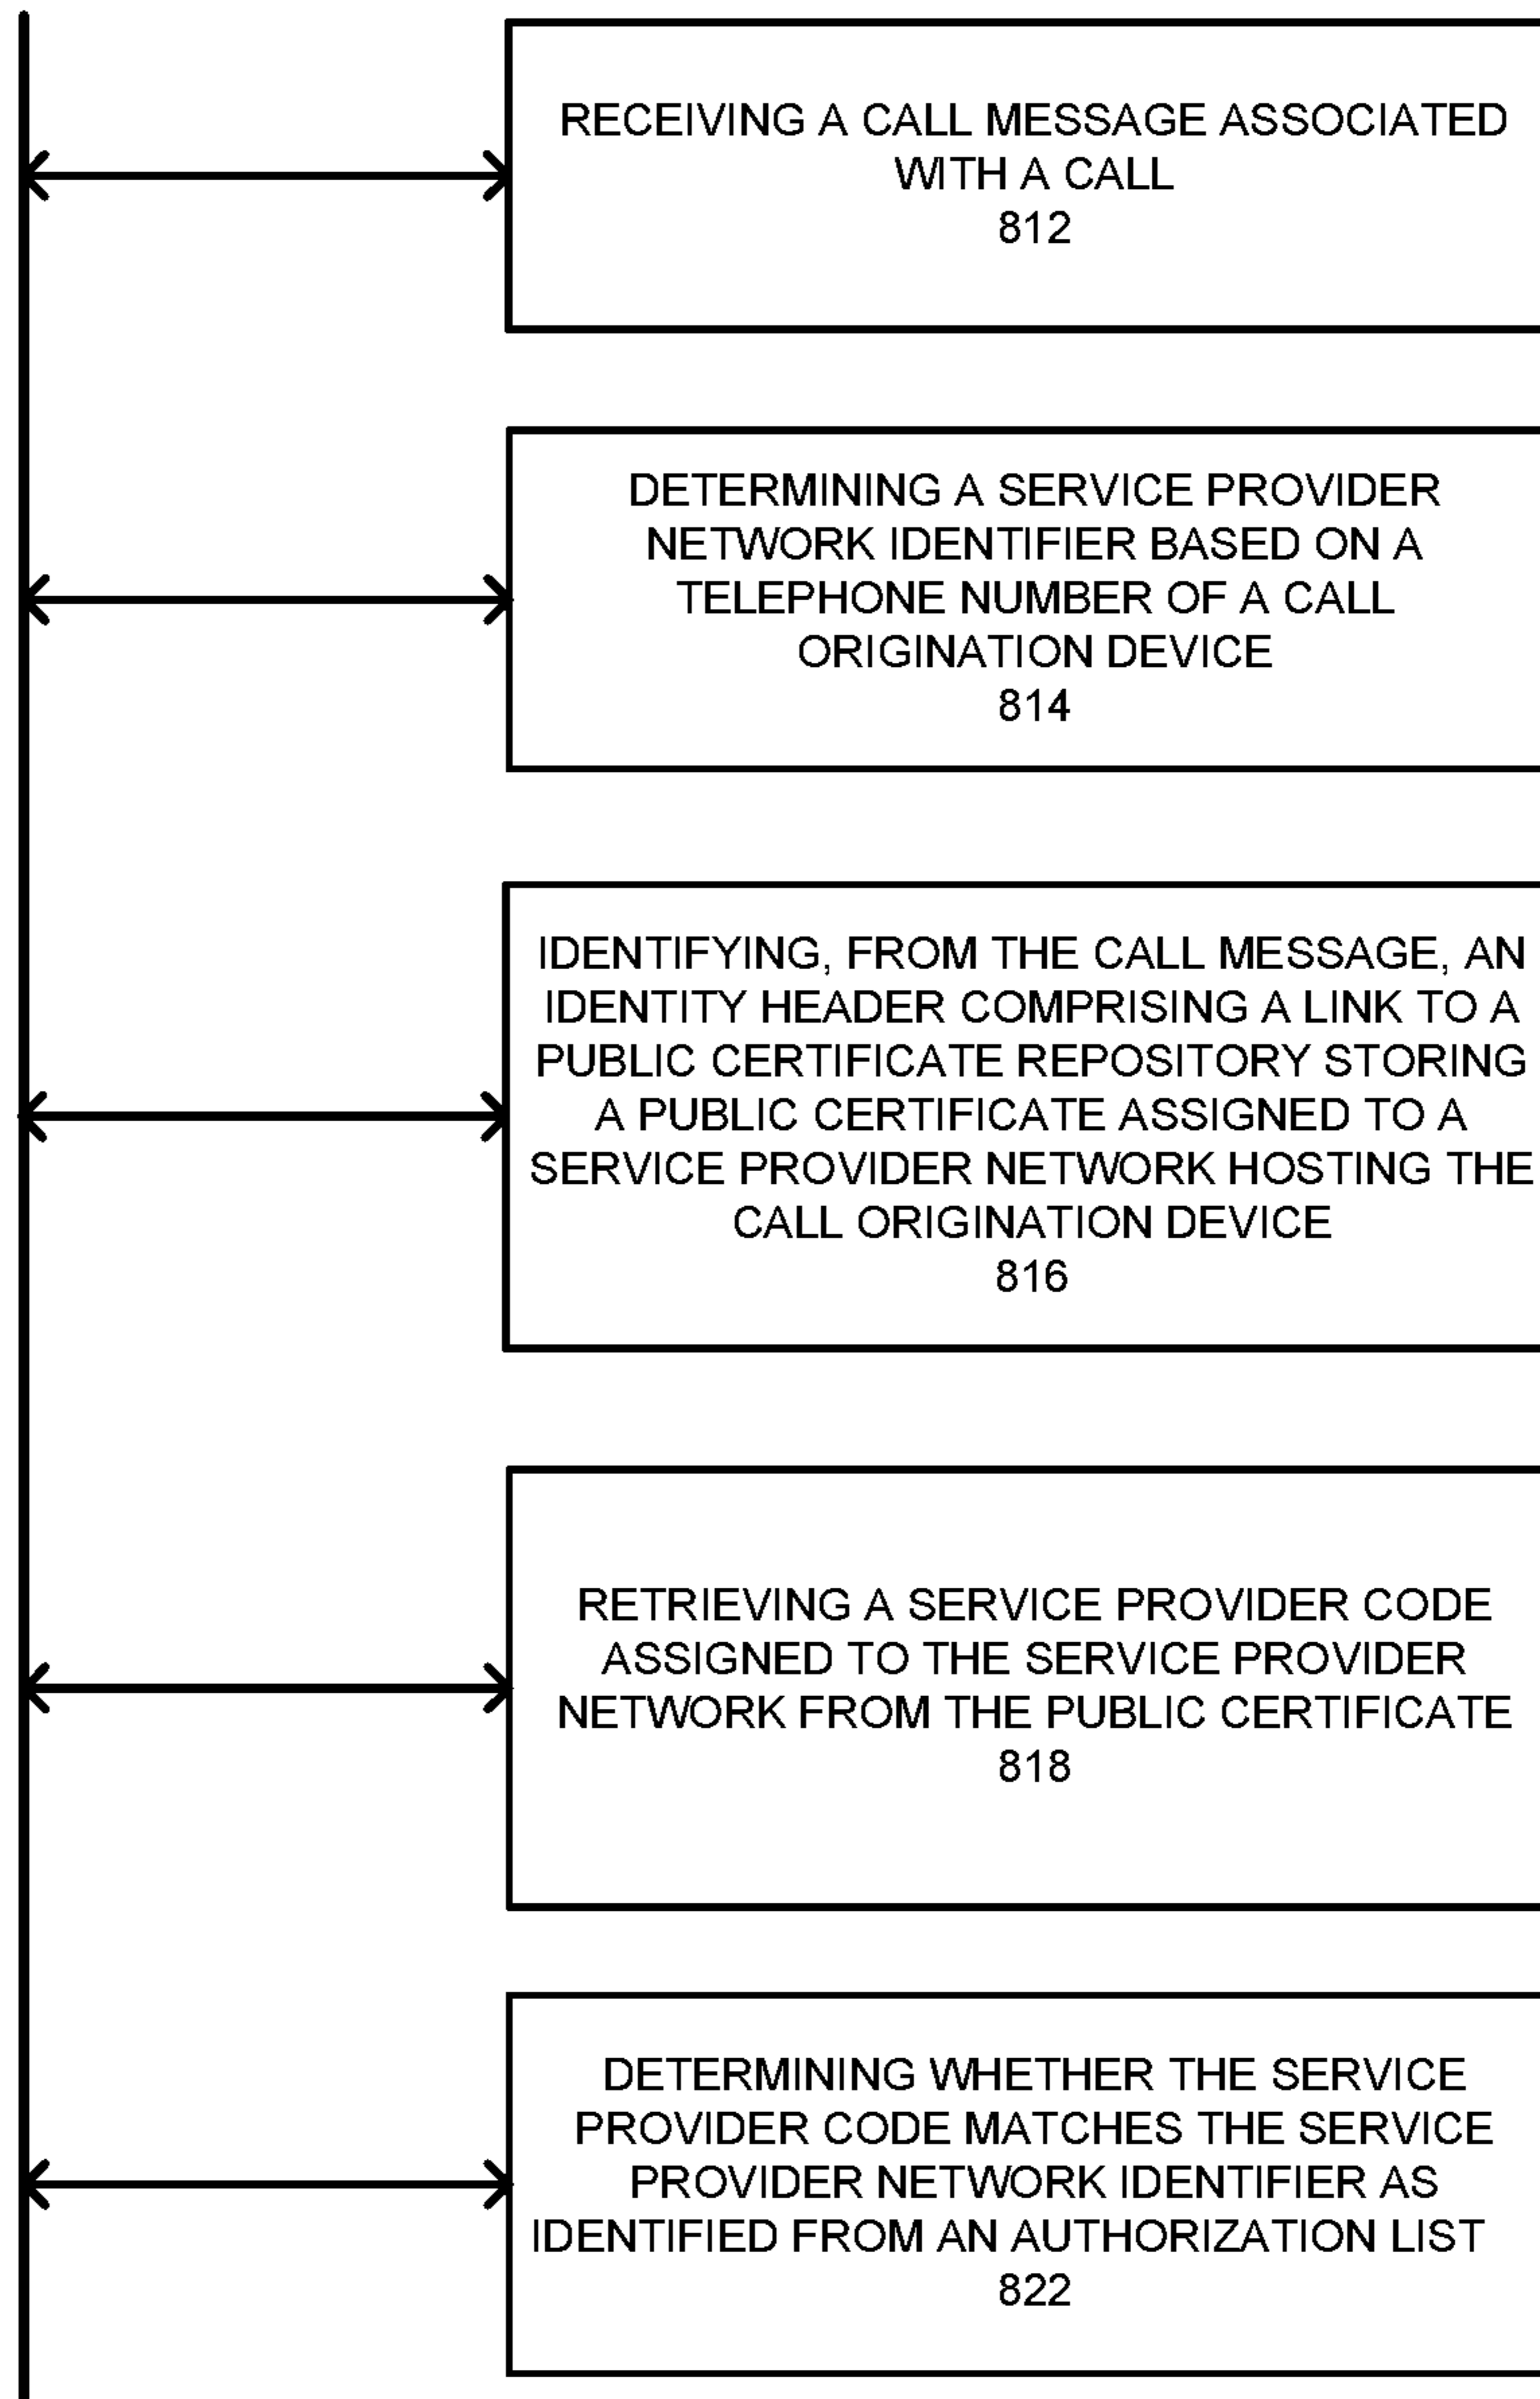 RECEIVING A CALL MESSAGE ASSOCIATED
WITH A CALL
812
DETERMINING A SERVICE PROVIDER
NETWORK IDENTIFIER BASED ON A
TELEPHONE NUMBER OF A CALL
ORIGINATION DEVICE
814
IDENTIFYING, FROM THE CALL MESSAGE, AN
IDENTITY HEADER COMPRISING A LINK TO A
PUBLIC CERTIFICATE REPOSITORY STORING
A PUBLIC CERTIFICATE ASSIGNED TO A
SERVICE PROVIDER NETWORK HOSTING THE
CALL ORIGINATION DEVICE
816
RETRIEVING A SERVICE PROVIDER CODE
ASSIGNED TO THE SERVICE PROVIDER
NETWORK FROM THE PUBLIC CERTIFICATE
818
DETERMINING WHETHER THE SERVICE
PROVIDER CODE MATCHES THE SERVICE
PROVIDER NETWORK IDENTIFIER AS
IDENTIFIED FROM AN AUTHORIZATION LIST
822